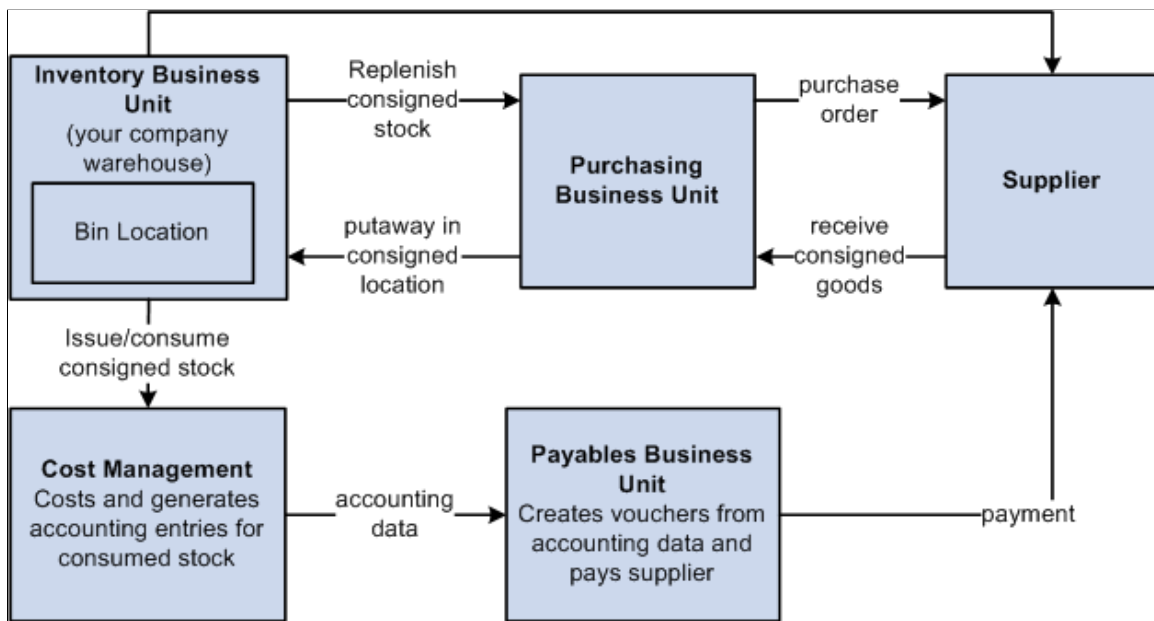 Inventory Business
Unit
(your company
warehouse)
Bin Location
Replenish
consigned
stock
putaway in
consigned
location
Purchasing
Business Unit
purchase
order
receive
consigned
goods
Supplier
Issue/consume
consigned stock
Cost Management
Costs and generates
accounting entries for
consumed stock
accounting
data
Payables Business
Unit
Creates vouchers from
accounting data and
pays supplier
payment